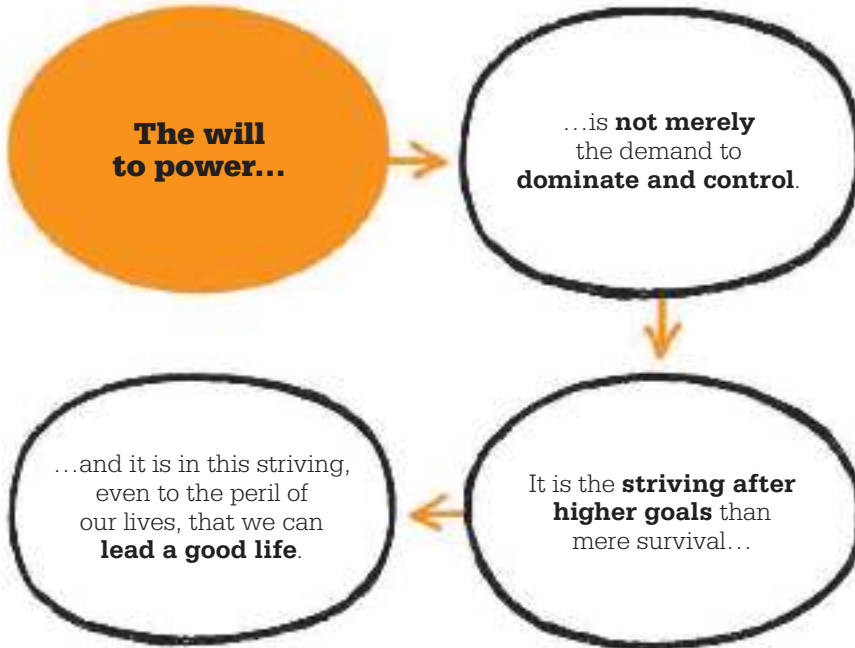 The will
to power...
...is not merely
the demand to
dominate and control.
It is the striving after
higher goals than
mere survival...
...and it is in this striving,
even to the peril of
our lives, that we can
lead a good life.